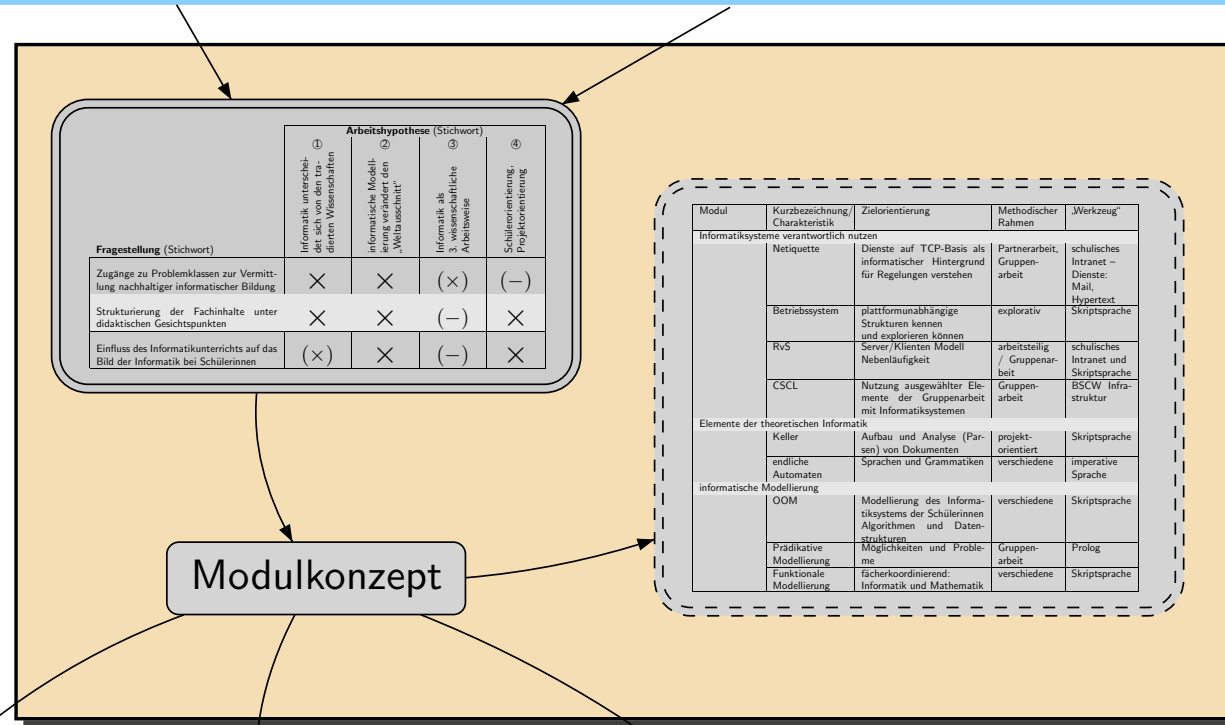 Arbeitshypothese (Stichwort)
① ② ③ ④
Informatik unterschei-
det sich von den tra-
dierten Wissenschaften
informatische Modell-
ierung verändert den
„Weltausschnitt“
Informatik als
3. wissenschaftliche
Arbeitsweise
Schülerorientierung,
Projektorientierung
Fragestellung (Stichwort)
Zugänge zu Problemklassen zur Vermitt-
lung nachhaltiger informatischer Bildung
× × (×) (−)
Strukturierung der Fachinhalte unter
didaktischen Gesichtspunkten
× × (−) ×
Einfluss des Informatikunterrichts auf das
Bild der Informatik bei Schülerinnen
(×) × (−) ×
Modulkonzept
Modul Kurzbezeichnung/ Zielorientierung Methodischer „Werkzeug“
Charakteristik Rahmen
Informatiksysteme verantwortlich nutzen
Netiquette Dienste auf TCP-Basis als Partnerarbeit, schulisches
informatischer Hintergrund Gruppen- Intranet –
für Regelungen verstehen arbeit Dienste:
Mail,
Hypertext
Betriebssystem plattformunabhängige explorativ Skriptsprache
Strukturen kennen
und explorieren können
RvS Server/Klienten Modell arbeitsteilig schulisches
Nebenläufigkeit / Gruppenar- Intranet und
beit Skriptsprache
CSCL Nutzung ausgewählter Ele- Gruppen- BSCW Infra-
mente der Gruppenarbeit arbeit struktur
mit Informatiksystemen
Elemente der theoretischen Informatik
Keller Aufbau und Analyse (Par- projekt- Skriptsprache
sen) von Dokumenten orientiert
endliche Sprachen und Grammatiken verschiedene imperative
Automaten Sprache
informatische Modellierung
OOM Modellierung des Informa- verschiedene Skriptsprache
tiksystems der Schülerinnen
Algorithmen und Daten-
strukturen
Prädikative Möglichkeiten und Proble- Gruppen- Prolog
Modellierung me arbeit
Funktionale fächerkoordinierend: verschiedene Skriptsprache
Modellierung Informatik und Mathematik